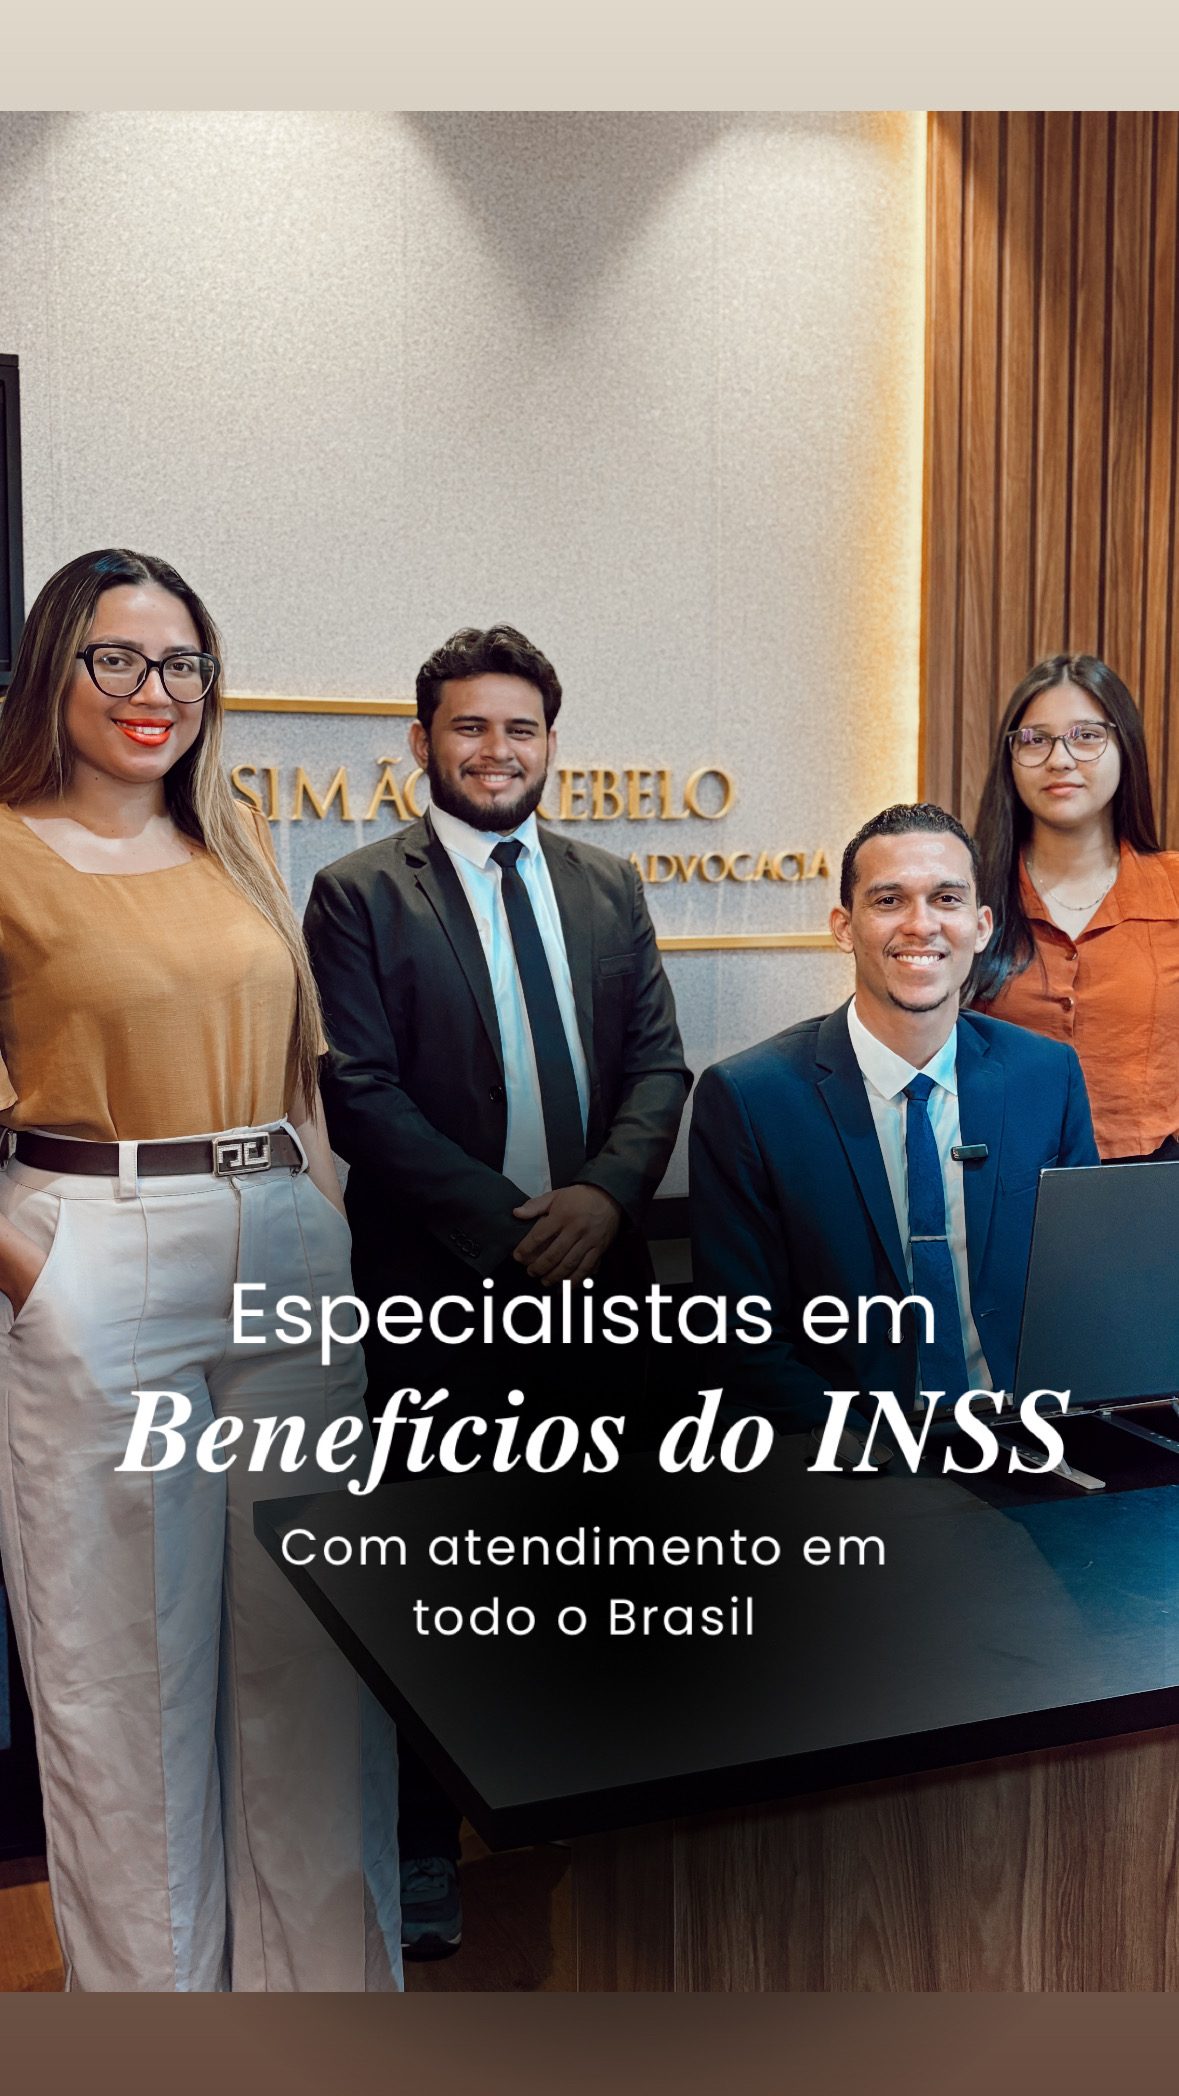 SIMÃO REBELO
ADVOCACIA
Especialistas em
Benefícios do INSS
Com atendimento em
todo o Brasil